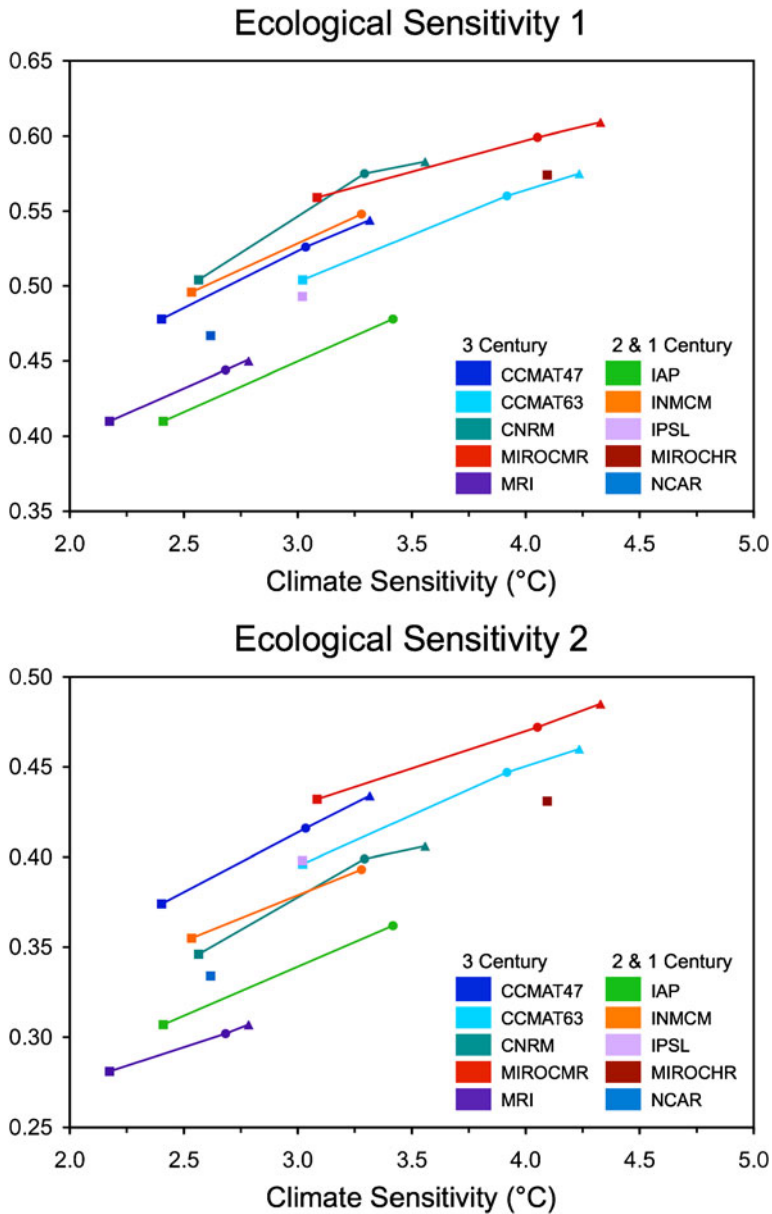 Ecological Sensitivity 1
0.65
0.60
0.55
0.50
0.45
0.40
0.35
3 Century 2 & 1 Century
CCMAT47 IAP
CCMAT63 INMCM
CNRM IPSL
MIROCMR MIROCHR
MRI NCAR
2.0 2.5 3.0 3.5 4.0 4.5 5.0
Climate Sensitivity (°C)
Ecological Sensitivity 2
0.50
0.45
0.40
0.35
0.30
0.25
3 Century 2 & 1 Century
CCMAT47 IAP
CCMAT63 INMCM
CNRM IPSL
MIROCMR MIROCHR
MRI NCAR
2.0 2.5 3.0 3.5 4.0 4.5 5.0
Climate Sensitivity (°C)